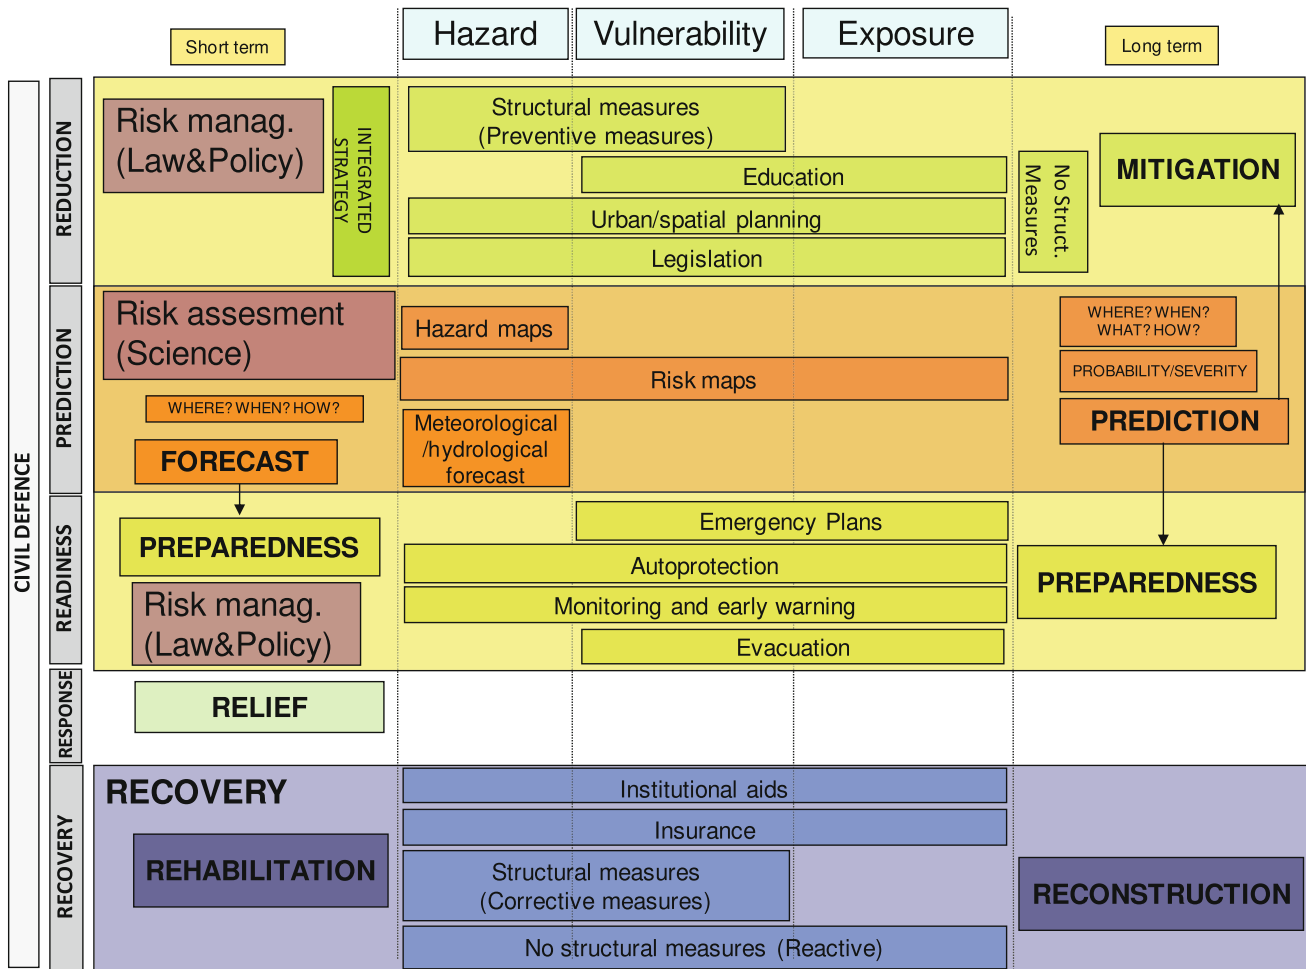 Short term
Hazard
Vulnerability
Exposure
Long term
CIVIL DEFENCE
REDUCTION
Risk manag.
(Law&Policy)
INTEGRATED
STRATEGY
Structural measures
(Preventive measures)
Education
Urban/spatial planning
Legislation
No Struct.
Measures
MITIGATION
PREDICTION
Risk assesment
(Science)
WHERE? WHEN? HOW?
FORECAST
Hazard maps
Risk maps
Meteorological
/hydrological
forecast
WHERE? WHEN?
WHAT? HOW?
PROBABILITY/SEVERITY
PREDICTION
READINESS
PREPAREDNESS
Risk manag.
(Law&Policy)
Emergency Plans
Autoprotection
Monitoring and early warning
Evacuation
PREPAREDNESS
RESPONSE
RELIEF
RECOVERY
RECOVERY
REHABILITATION
Institutional aids
Insurance
Structural measures
(Corrective measures)
No structural measures (Reactive)
RECONSTRUCTION